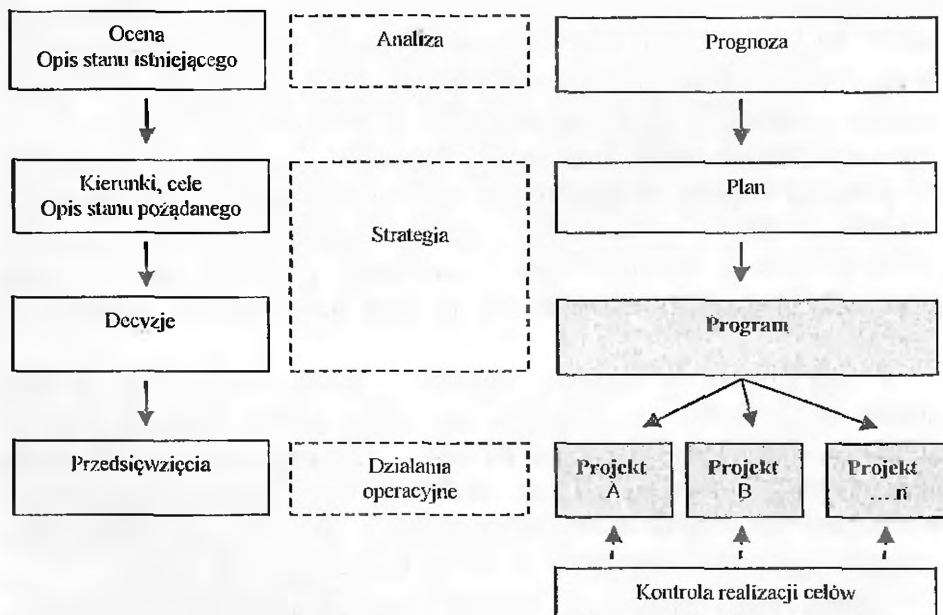 Ocena
Opis stanu istniejącego
Analiza
Prognoza
Kierunki, cele
Opis stanu pożądanego
Strategia
Plan
Decyzje
Program
Przedsięwzięcia
Działania
operacyjne
Projekt
A
Projekt
B
Projekt
…n
Kontrola realizacji celów